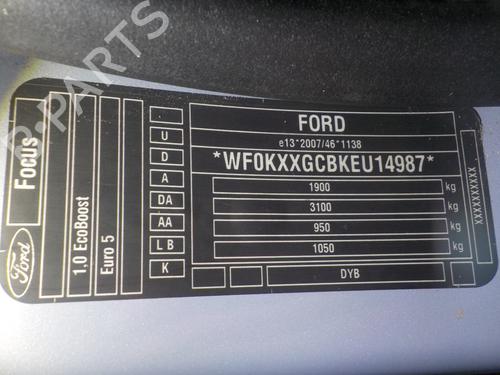 FORD
e13*2007/46*1138
*WF0KXXGCBKEU14987*
1900 kg
3100 kg
950 kg
1050 kg
DYB
XXXXXXXXXX
U
D
A
DA
AA
L B
K
Focus
1,0 EcoBoost
Euro 5
Ford
B-PARTS